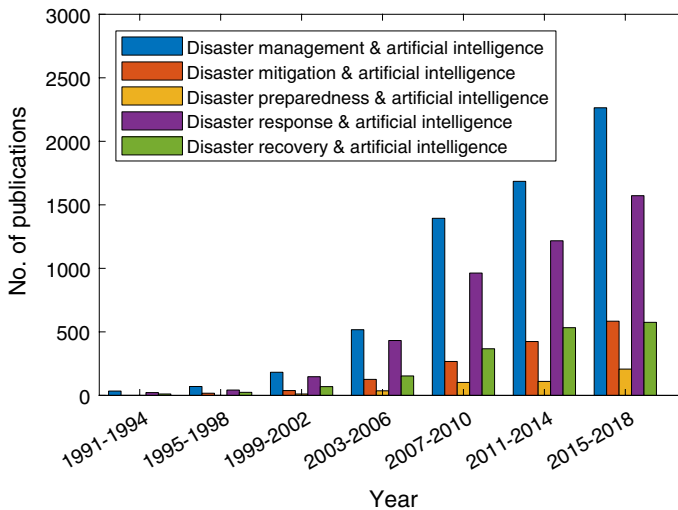 3000
2500
2000
1500
1000
500
0
No. of publications
Disaster management & artificial intelligence
Disaster mitigation & artificial intelligence
Disaster preparedness & artificial intelligence
Disaster response & artificial intelligence
Disaster recovery & artificial intelligence
1991-1994
1995-1998
1999-2002
2003-2006
2007-2010
2011-2014
2015-2018
Year